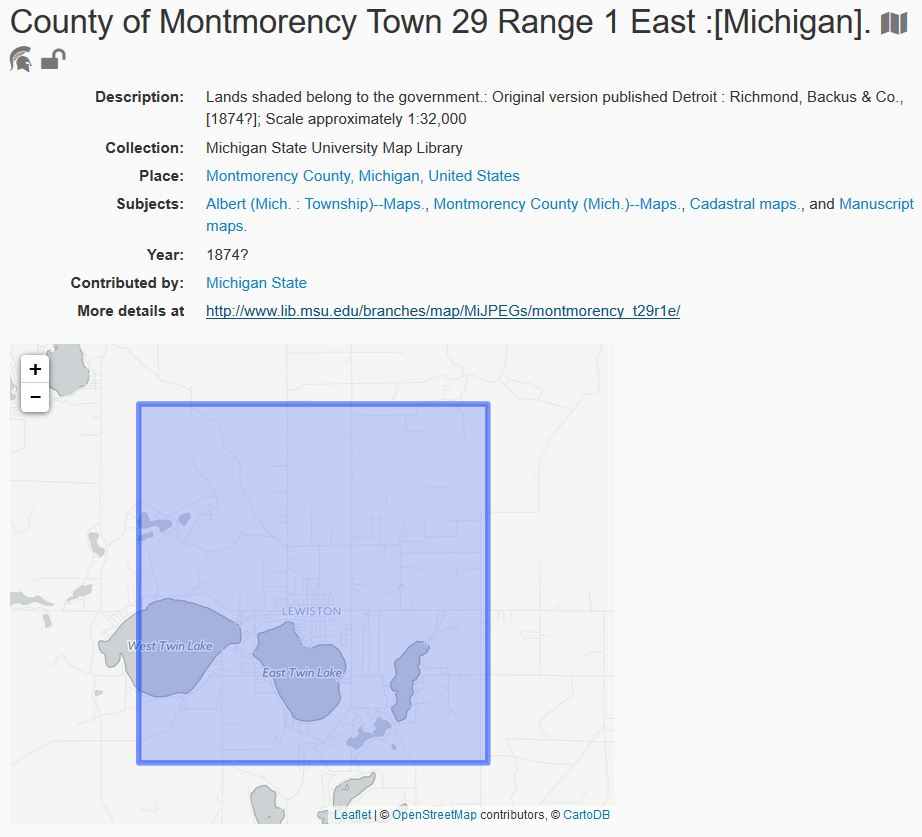 County of Montmorency Town 29 Range 1 East :[Michigan].
Description: Lands shaded belong to the government.: Original version published Detroit : Richmond, Backus & Co.,
[1874?]; Scale approximately 1:32,000
Collection: Michigan State University Map Library
Place: Montmorency County, Michigan, United States
Subjects: Albert (Mich. : Township)--Maps., Montmorency County (Mich.)--Maps., Cadastral maps., and Manuscript
maps.
Year: 1874?
Contributed by: Michigan State
More details at http://www.lib.msu.edu/branches/map/MiJPEGs/montmorency_t29r1e/
+
−
LEWISTON
West Twin Lake
East Twin Lake
Leaflet | © OpenStreetMap contributors, © CartoDB